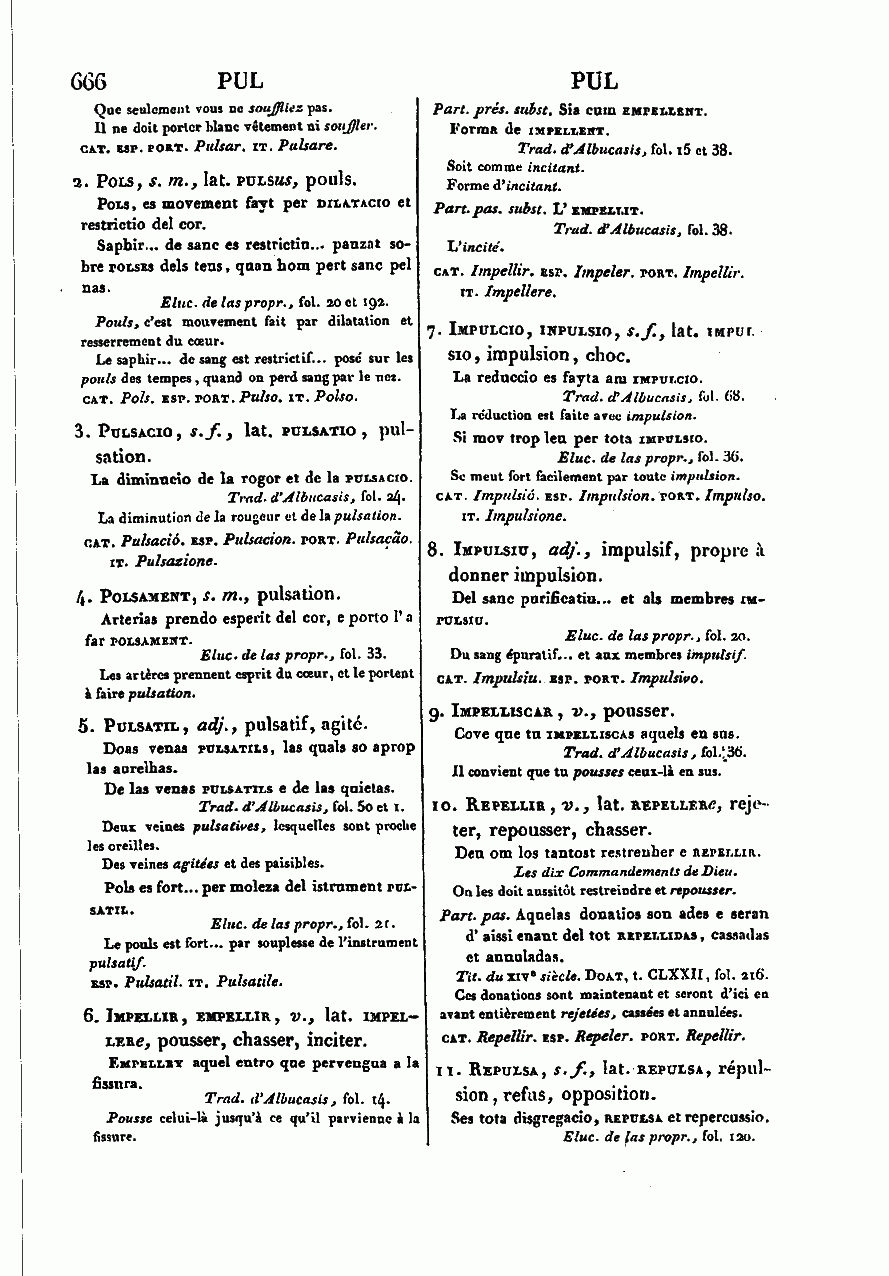 666 PUL PUL
Que seulement vous ne souffliez pas.
Il ne doit porter blanc vêtement ni souffler.
CAT. ESP. PORT. Pulsar. IT. Pulsare.
2. Pols, s. m., lat. PULSus, pouls.
Pols, es movement fayt per DILATACIO et
restrictio del cor.
Saphir... de sanc es restrictiu... pauzat so-
bre POLSES dels tens, quan hom pert sanc pel
nas.
Eluc. de las propr., fol. 20 et 192.
Pouls, c'est mouvement fait par dilatation et
resserrement du cœur.
Le saphir... de sang est restrictif... posé sur les
pouls des tempes, quand on perd sang par le nez.
CAT. Pols. ESP. PORT. Pulso. IT. Polso.
3. Pulsacio, s. f., lat. PULSATIO, pul-
sation.
La diminucio de la rogor et de la PULSACIO.
Trad. d'Albucasis, fol. 24.
La diminution de la rougeur et de la pulsation.
CAT. Pulsació. ESP. Pulsacion. PORT. Pulsação.
IT. Pulsazione.
4. Polsament, s. m., pulsation.
Arterias prendo esperit del cor, e porto l'a
far POLSAMENT.
Eluc. de las propr., fol. 33.
Les artères prennent esprit du cœur, et le portent
à faire pulsation.
5. Pulsatil, adj., pulsatif, agité.
Doas venas PULSATILS, las quals so aprop
las aurelhas.
De las venas PULSATILS e de las quietas.
Trad. d'Albucasis, fol. 50 et 1.
Deux veines pulsatives, lesquelles sont proche
les oreilles.
Des veines agitées et des paisibles.
Pols es fort... per moleza del istrument PUL-
SATIL.
Eluc. de las propr., fol. 21.
Le pouls est fort... par souplesse de l'instrument
pulsatif.
ESP. Pulsatil. IT. Pulsatile.
6. Impellir, EMPELLIR, v., lat. IMPEL-
LERe, pousser, chasser, inciter.
Empelley aquel entro que pervengua a la
fissura.
Trad. d'Albucasis, fol. 14.
Pousse celui-là jusqu'à ce qu'il parvienne à la
fissure.
Part. prés. subst. Sia cum EMPELLENT.
Forma de IMPELLENT.
Trad. d'Albucasis, fol. 15 et 38.
Soit comme incitant.
Forme d'incitant.
Part. pas. subst. L' EMPELLIT.
Trad. d'Albucasis, fol. 38.
L'incité.
CAT. Impellir. ESP. Impeler. PORT. Impellir.
IT. Impellere.
7. Impulcio, INPULSIO, s. f., lat. IMPUL-
SIO, impulsion, choc.
La reduccio es fayta am IMPULCIO.
Trad. d'Albucasis, fol. 68.
La réduction est faite avec impulsion.
Si mov trop leu per tota IMPULSIO.
Eluc. de las propr., fol. 36.
Se meut fort facilement par toute impulsion.
CAT. Impulsió. ESP. Impulsion. PORT. Impulso.
IT. Impulsione.
8. Impulsiu, adj., impulsif, propre à
donner impulsion.
Del sanc purificatiu... et als membres IM-
PULSIU.
Eluc. de las propr., fol. 20.
Du sang épuratif... et aux membres impulsif.
CAT. Impulsiu. ESP. PORT. Impulsivo.
9. Impelliscar, v., pousser.
Cove que tu IMPELLISCAS aquels en sus.
Trad. d'Albucasis, fol. 36.
Il convient que tu pousses ceux-là en sus.
10. Repellir, v., lat. REPELLERe, reje-
ter, repousser, chasser.
Deu om los tantost restrenher e REPELLIR.
Les dix Commandements de Dieu.
On les doit aussitôt restreindre et repousser.
Part. pas. Aquelas donatios son ades e seran
d'aissi enant del tot REPELLIDAS, cassadas
et annuladas.
Tit. du XIVe siècle. Doat, t. CLXXII, fol. 216.
Ces donations sont maintenant et seront d'ici en
avant entièrement rejetées, cassées et annulées.
CAT. Repellir. ESP. Repeler. PORT. Repellir.
11. Repulsa, s. f., lat. REPULSA, répul-
sion, refus, opposition.
Ses tota disgregacio, REPULSA et repercussio.
Eluc. de las propr., fol. 120.